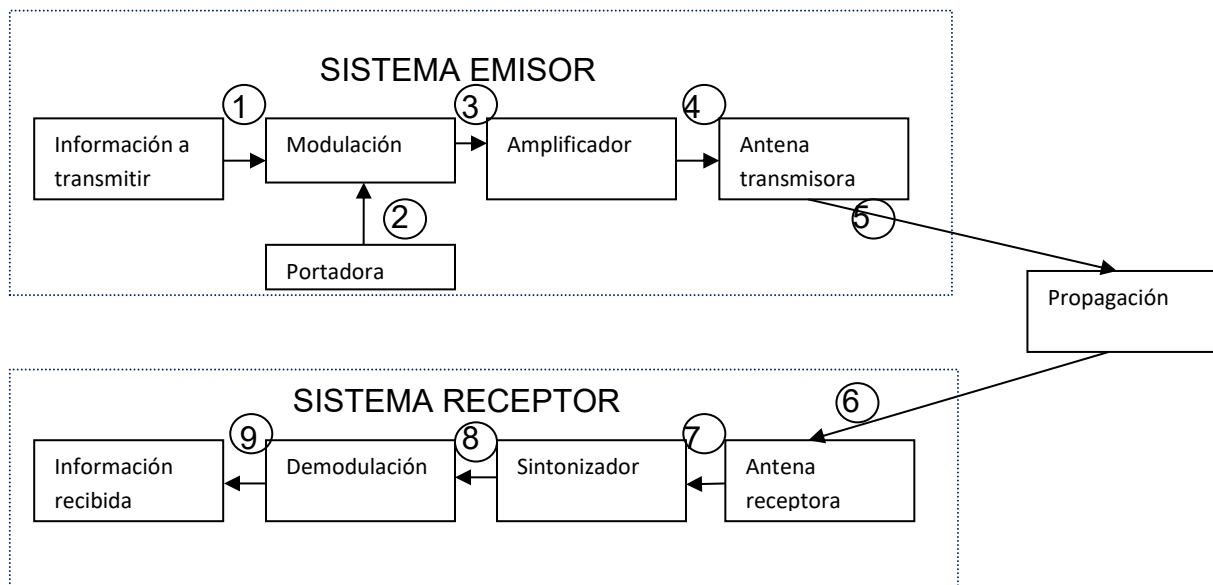 SISTEMA EMISOR
1
3
4
Información a
transmitir
Modulación
Amplificador
Antena
transmisora
2
5
Portadora
Propagación
SISTEMA RECEPTOR
6
9
8
7
Información
recibida
Demodulación
Sintonizador
Antena
receptora